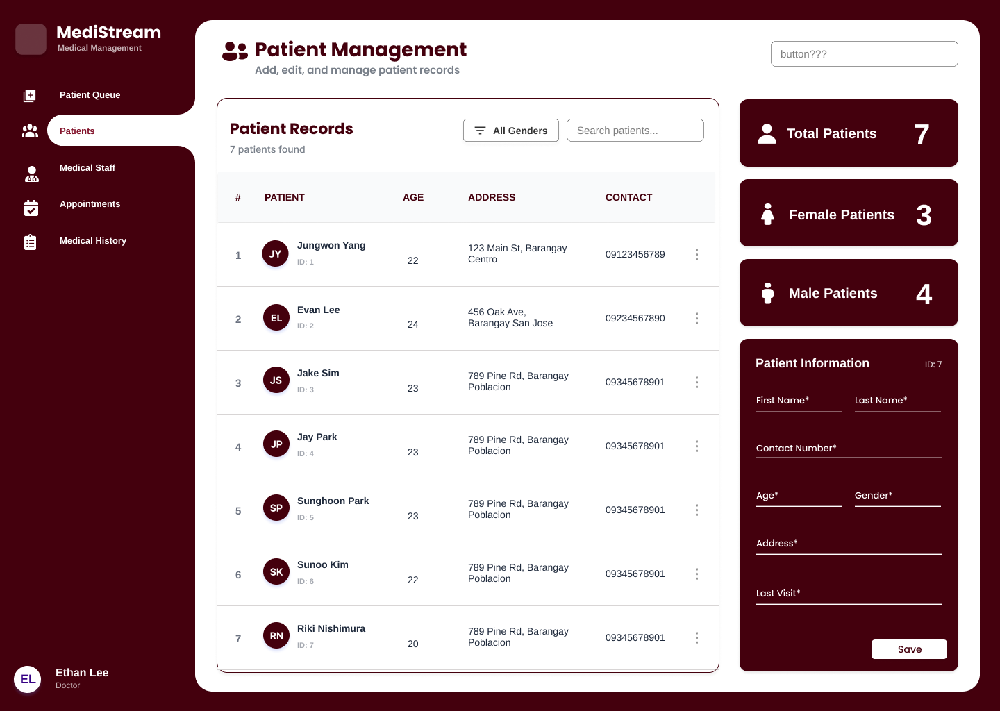 MediStream
Medical Management
Patient Queue
Patients
Medical Staff
Appointments
Medical History
EL
Ethan Lee
Doctor
Patient Management
Add, edit, and manage patient records
button???
Patient Records
7 patients found
All Genders
Search patients...
# PATIENT AGE ADDRESS CONTACT
1 JY Jungwon Yang
ID: 1
22
123 Main St, Barangay
Centro
09123456789
2 EL Evan Lee
ID: 2
24
456 Oak Ave,
Barangay San Jose
09234567890
3 JS Jake Sim
ID: 3
23
789 Pine Rd, Barangay
Poblacion
09345678901
4 JP Jay Park
ID: 4
23
789 Pine Rd, Barangay
Poblacion
09345678901
5 SP Sunghoon Park
ID: 5
23
789 Pine Rd, Barangay
Poblacion
09345678901
6 SK Sunoo Kim
ID: 6
22
789 Pine Rd, Barangay
Poblacion
09345678901
7 RN Riki Nishimura
ID: 7
20
789 Pine Rd, Barangay
Poblacion
09345678901
Total Patients 7
Female Patients 3
Male Patients 4
Patient Information ID: 7
First Name* Last Name*
Contact Number*
Age* Gender*
Address*
Last Visit*
Save